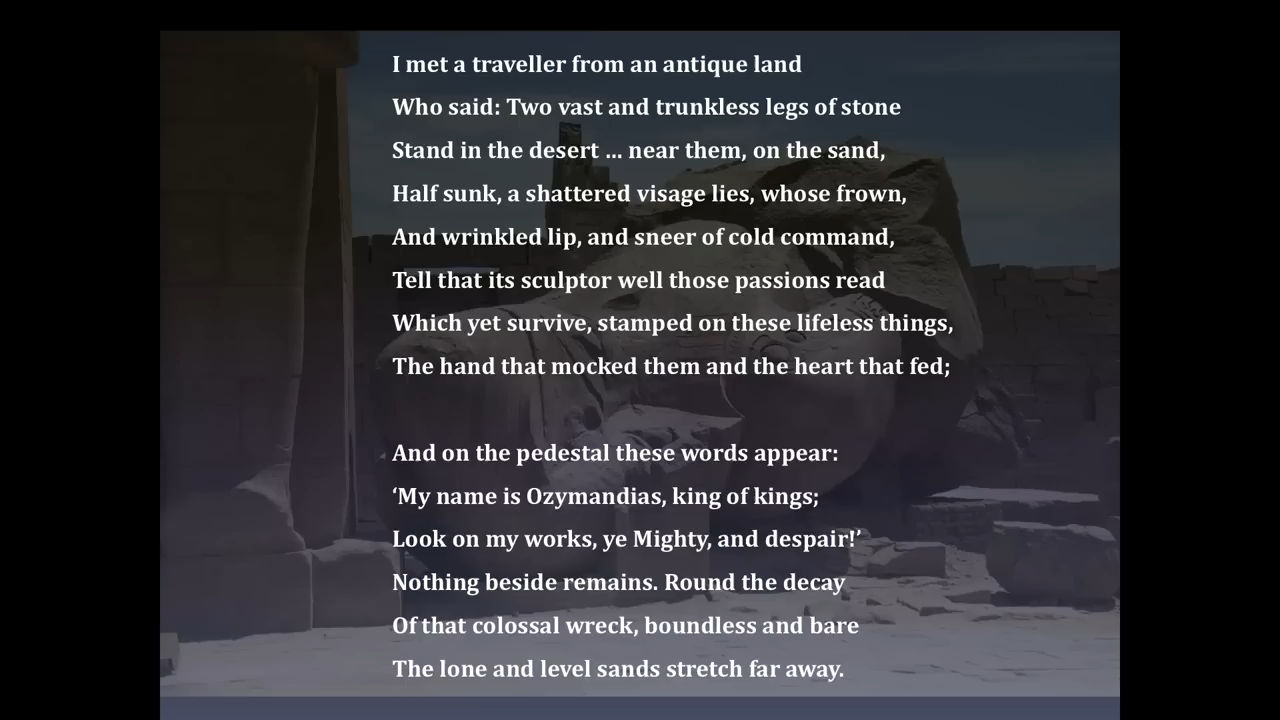 I met a traveller from an antique land
Who said: Two vast and trunkless legs of stone
Stand in the desert ... near them, on the sand,
Half sunk, a shattered visage lies, whose frown,
And wrinkled lip, and sneer of cold command,
Tell that its sculptor well those passions read
Which yet survive, stamped on these lifeless things,
The hand that mocked them and the heart that fed;
And on the pedestal these words appear:
‘My name is Ozymandias, king of kings;
Look on my works, ye Mighty, and despair!’
Nothing beside remains. Round the decay
Of that colossal wreck, boundless and bare
The lone and level sands stretch far away.